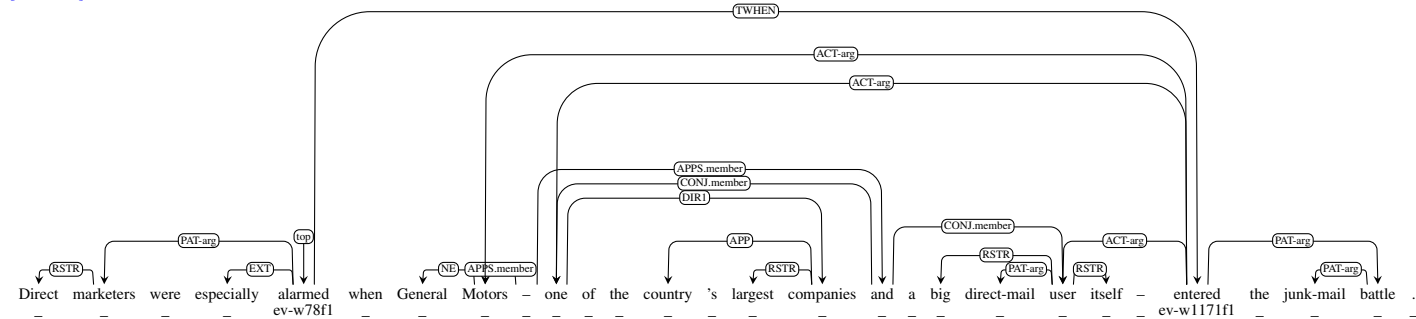 TWHEN
ACT-arg
ACT-arg
APPS.member
CONJ.member
DIR1
CONJ.member
PAT-arg top APP ACT-arg PAT-arg
RSTR
RSTR EXT NE APPS.member RSTR PAT-arg RSTR PAT-arg
Direct marketers were especially alarmed when General Motors – one of the country 's largest companies and a big direct-mail user itself – entered the junk-mail battle .
_ _ _ _ ev-w78f1 _ _ _ _ _ _ _ _ _ _ _ _ _ _ _ _ _ _ ev-w1171f1 _ _ _ _